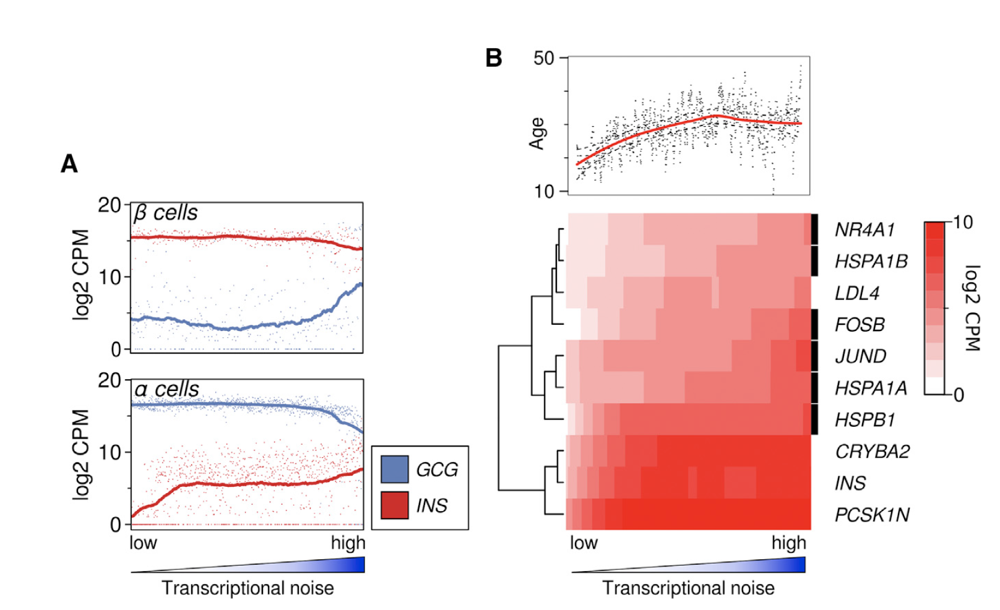 A
20
β cells
10
0
log2 CPM
20
α cells
10
0
log2 CPM
low
high
Transcriptional noise
GCG
INS
B
50
10
Age
NR4A1
HSPA1B
LDL4
FOSB
JUND
HSPA1A
HSPB1
CRYBA2
INS
PCSK1N
low
high
Transcriptional noise
10
0
log2 CPM